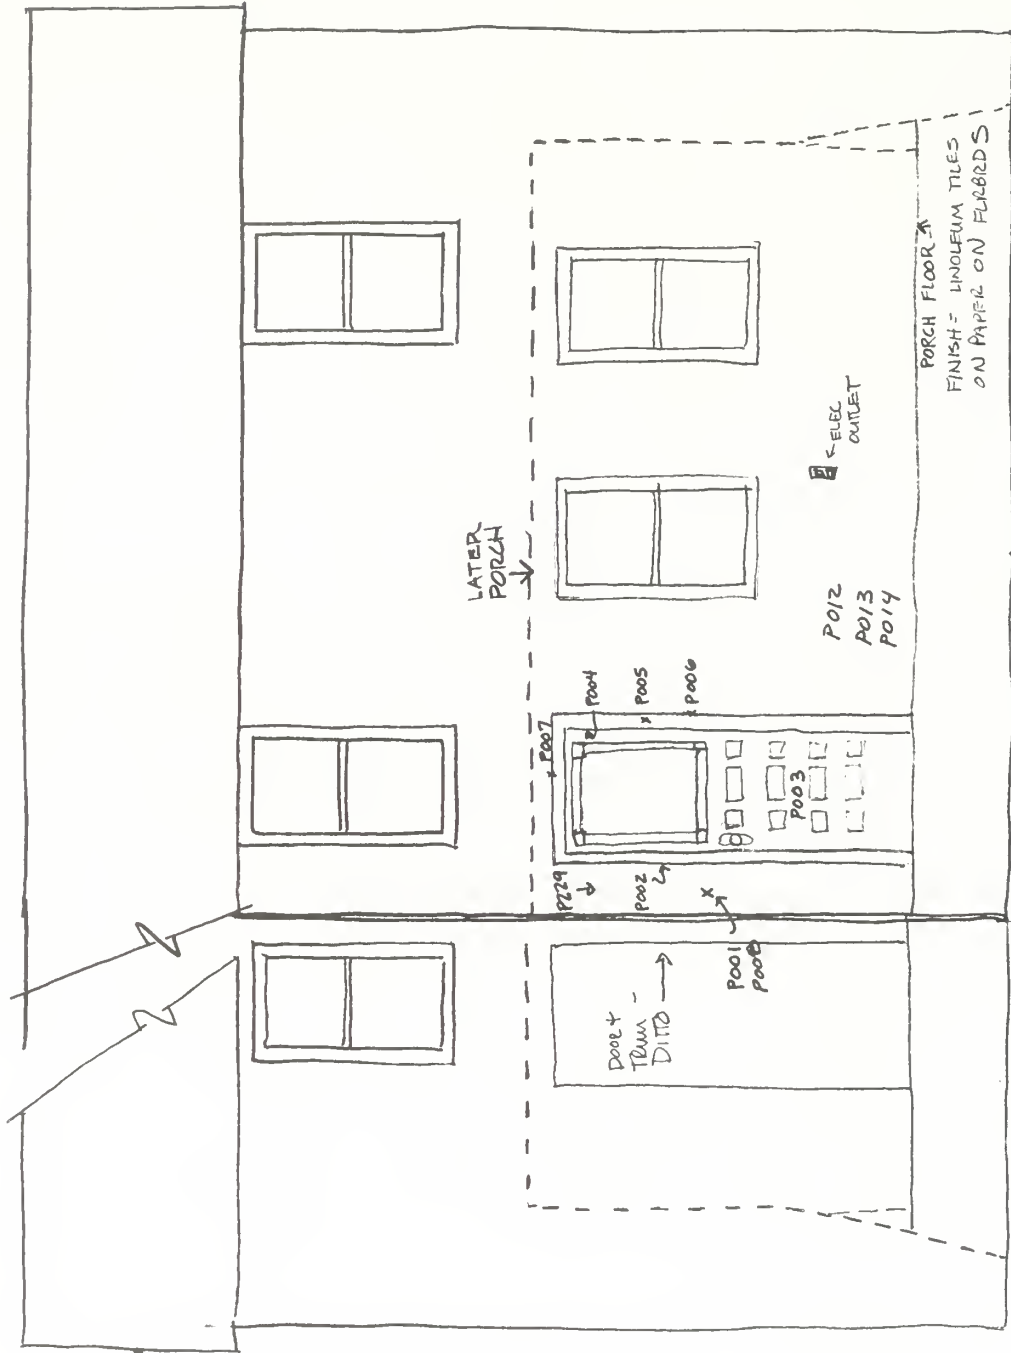 LATER
PORCH
P007
P004
P005
P006
P229
P002
P003
P001
DOOR +
TRIM -
DITTO
P012
P013
P014
ELEC
OUTLET
PORCH FLOOR
FINISH = LINOLEUM TILES
ON PAPER ON FLRBRDS